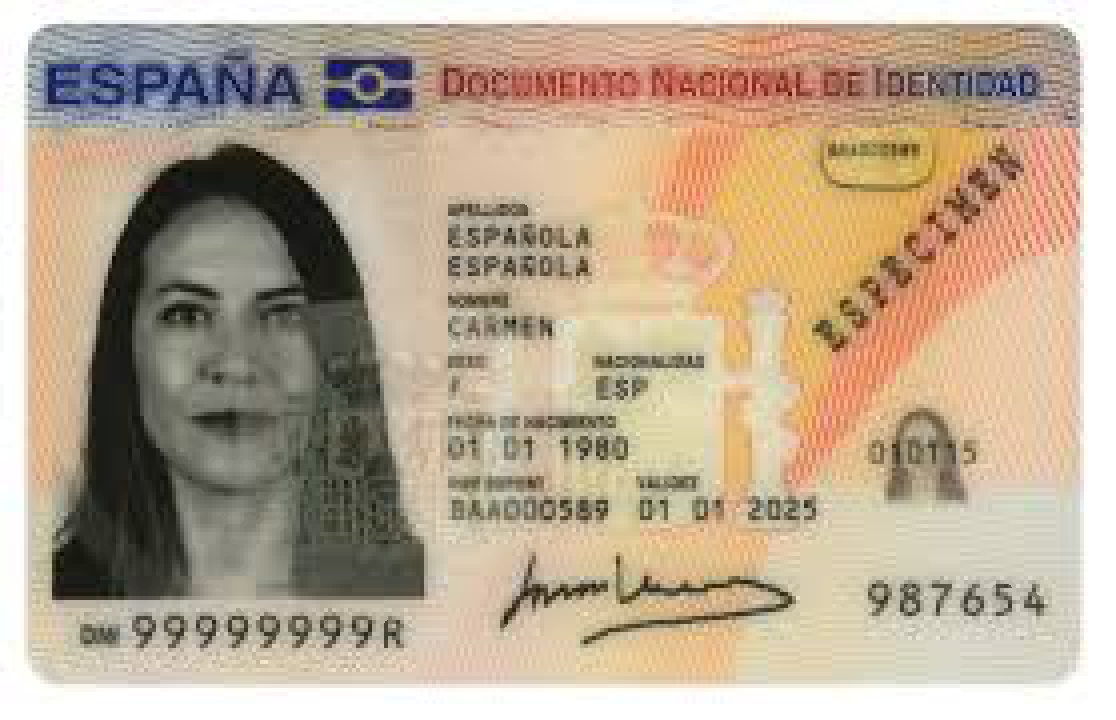 ESPAÑA
DOCUMENTO NACIONAL DE IDENTIDAD
BAA000589
ESPECIMEN
APELLIDOS
ESPAÑOLA
ESPAÑOLA
NOMBRE
CARMEN
SEXO NACIONALIDAD
F ESP
FECHA DE NACIMIENTO
01 01 1980
NUM SOPORT VALIDEZ
BAA000589 01 01 2025
010115
987654
DNI 99999999R